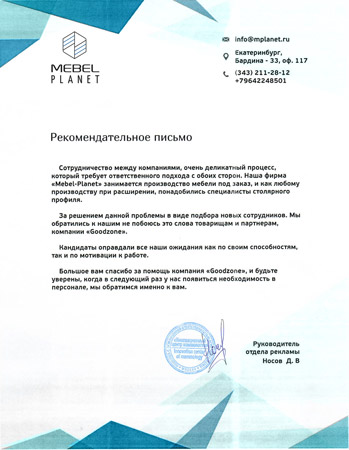 MEBEL
PLANET
info@mplanet.ru
Екатеринбург,
Бардина - 33, оф. 117
(343) 211-28-12
+79642248501
Рекомендательное письмо
Сотрудничество между компаниями, очень деликатный процесс,
который требует ответственного подхода с обоих сторон. Наша фирма
«Mebel-Planet» занимается производство мебели под заказ, и как любому
производству при расширении, понадобились специалисты столярного
профиля.
За решением данной проблемы в виде подбора новых сотрудников. Мы
обратились к нашим не побоюсь это слова товарищам и партнерам,
компании «Goodzone».
Кандидаты оправдали все наши ожидания как по своим способностям,
так и по мотивации к работе.
Большое вам спасибо за помощь компания «Goodzone», и будьте
уверены, когда в следующий раз у нас появиться необходимость в
персонале, мы обратимся именно к вам.
Руководитель
отдела рекламы
Носов Д. В